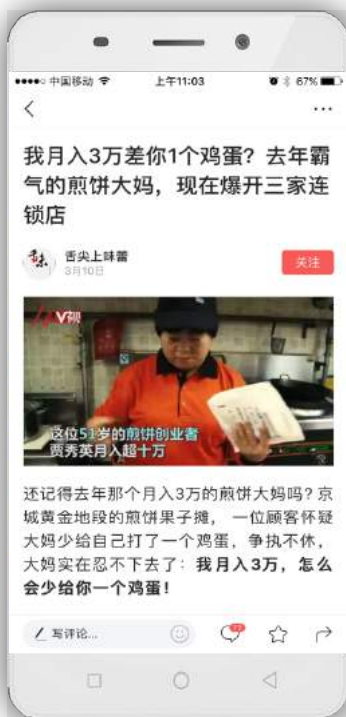 中国移动 上午11:03 67%
我月入3万差你1个鸡蛋？去年霸
气的煎饼大妈，现在爆开三家连
锁店
舌尖上味蕾
3月10日
关注
V视
这位51岁的煎饼创业者
贾秀英月入超十万
还记得去年那个月入3万的煎饼大妈吗？京
城黄金地段的煎饼果子摊，一位顾客怀疑
大妈少给自己打了一个鸡蛋，争执不休，
大妈实在忍不下去了：我月入3万，怎么
会少给你一个鸡蛋！
写评论...